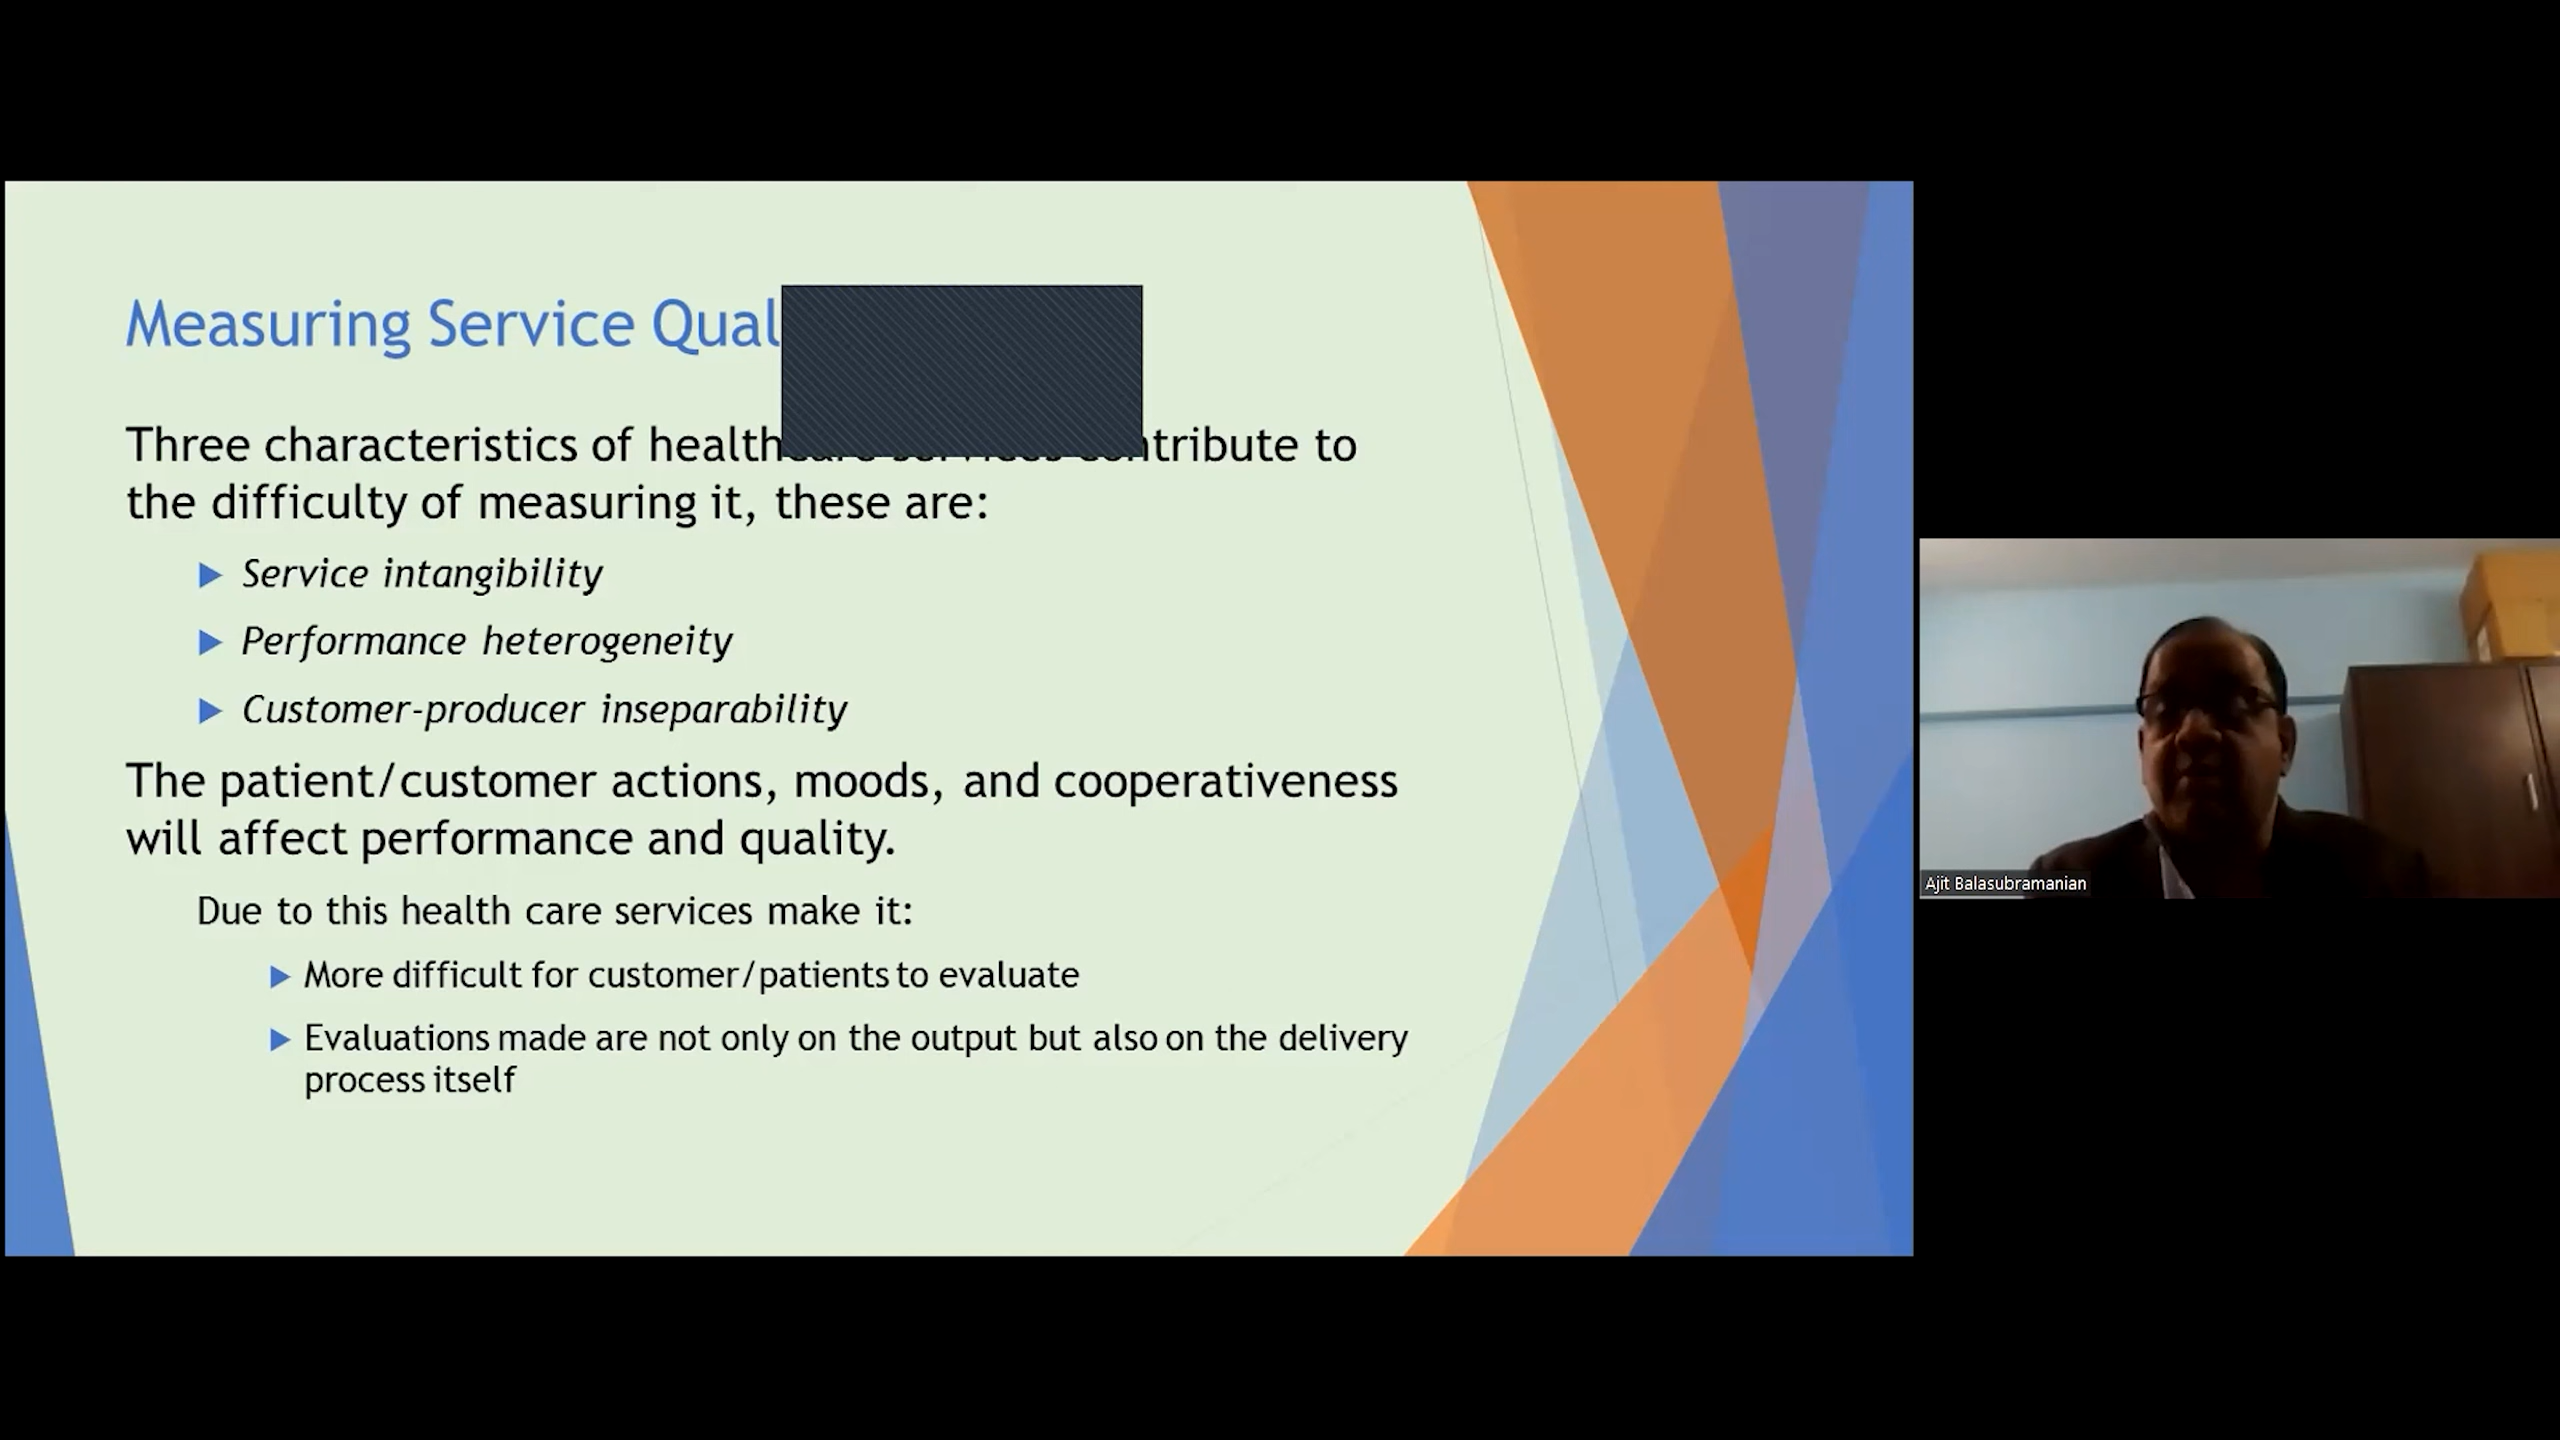 Measuring Service Qual
Three characteristics of healthcare services contribute to
the difficulty of measuring it, these are:
Service intangibility
Performance heterogeneity
Customer-producer inseparability
The patient/customer actions, moods, and cooperativeness
will affect performance and quality.
Due to this health care services make it:
More difficult for customer/patients to evaluate
Evaluations made are not only on the output but also on the delivery
process itself
Ajit Balasubramanian